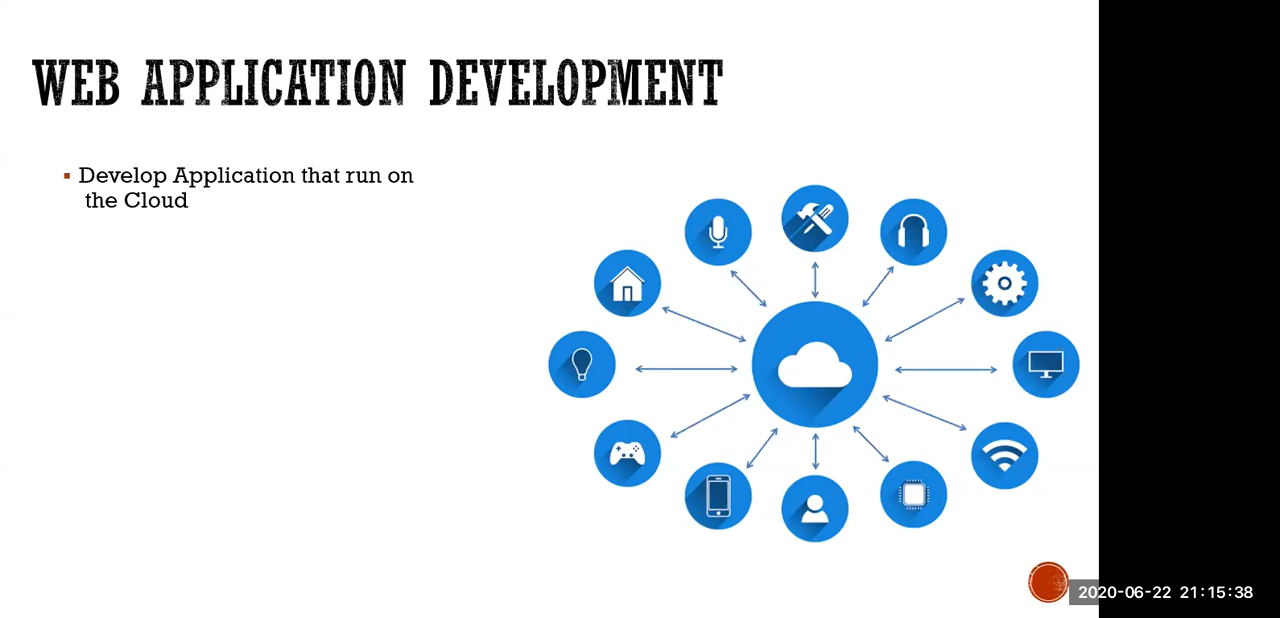 WEB APPLICATION DEVELOPMENT
Develop Application that run on
the Cloud
2020-06-22 21:15:38